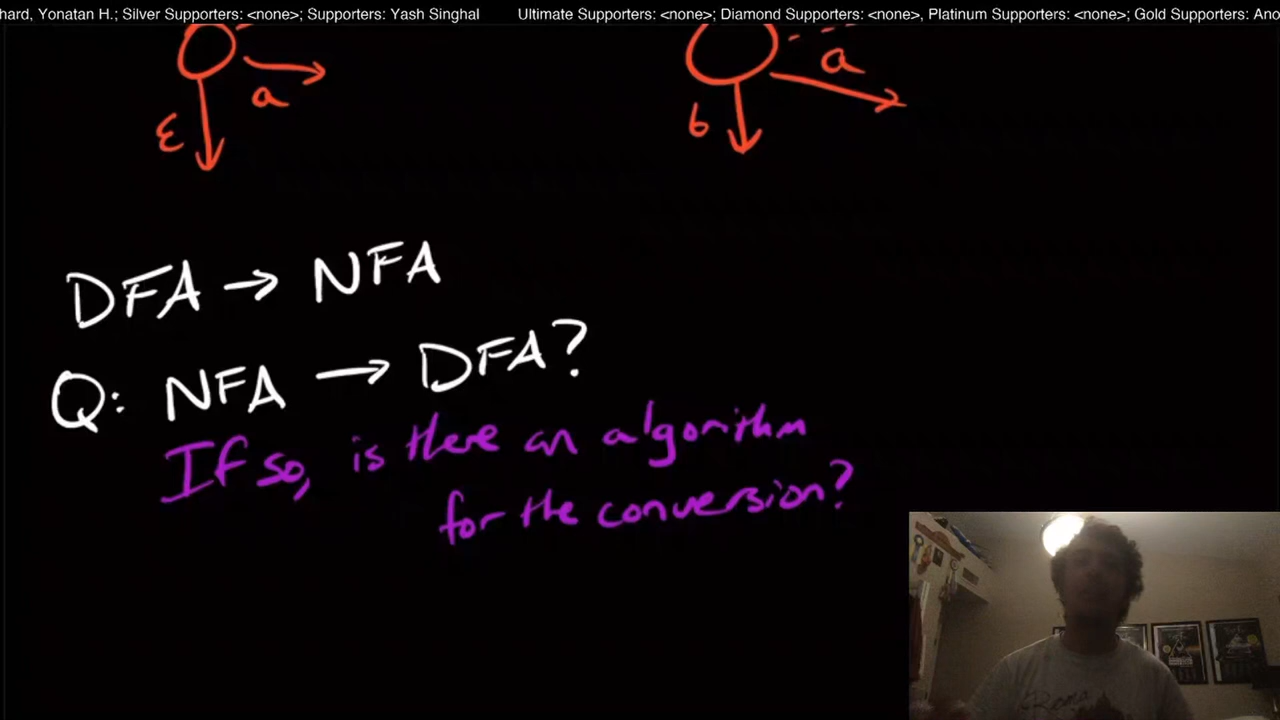 hard, Yonatan H.; Silver Supporters: <none>; Supporters: Yash Singhal Ultimate Supporters: <none>; Diamond Supporters: <none>, Platinum Supporters: <none>; Gold Supporters: Ano
a
a
ε
b
DFA → NFA
Q: NFA → DFA?
If so, is there an algorithm
for the conversion?